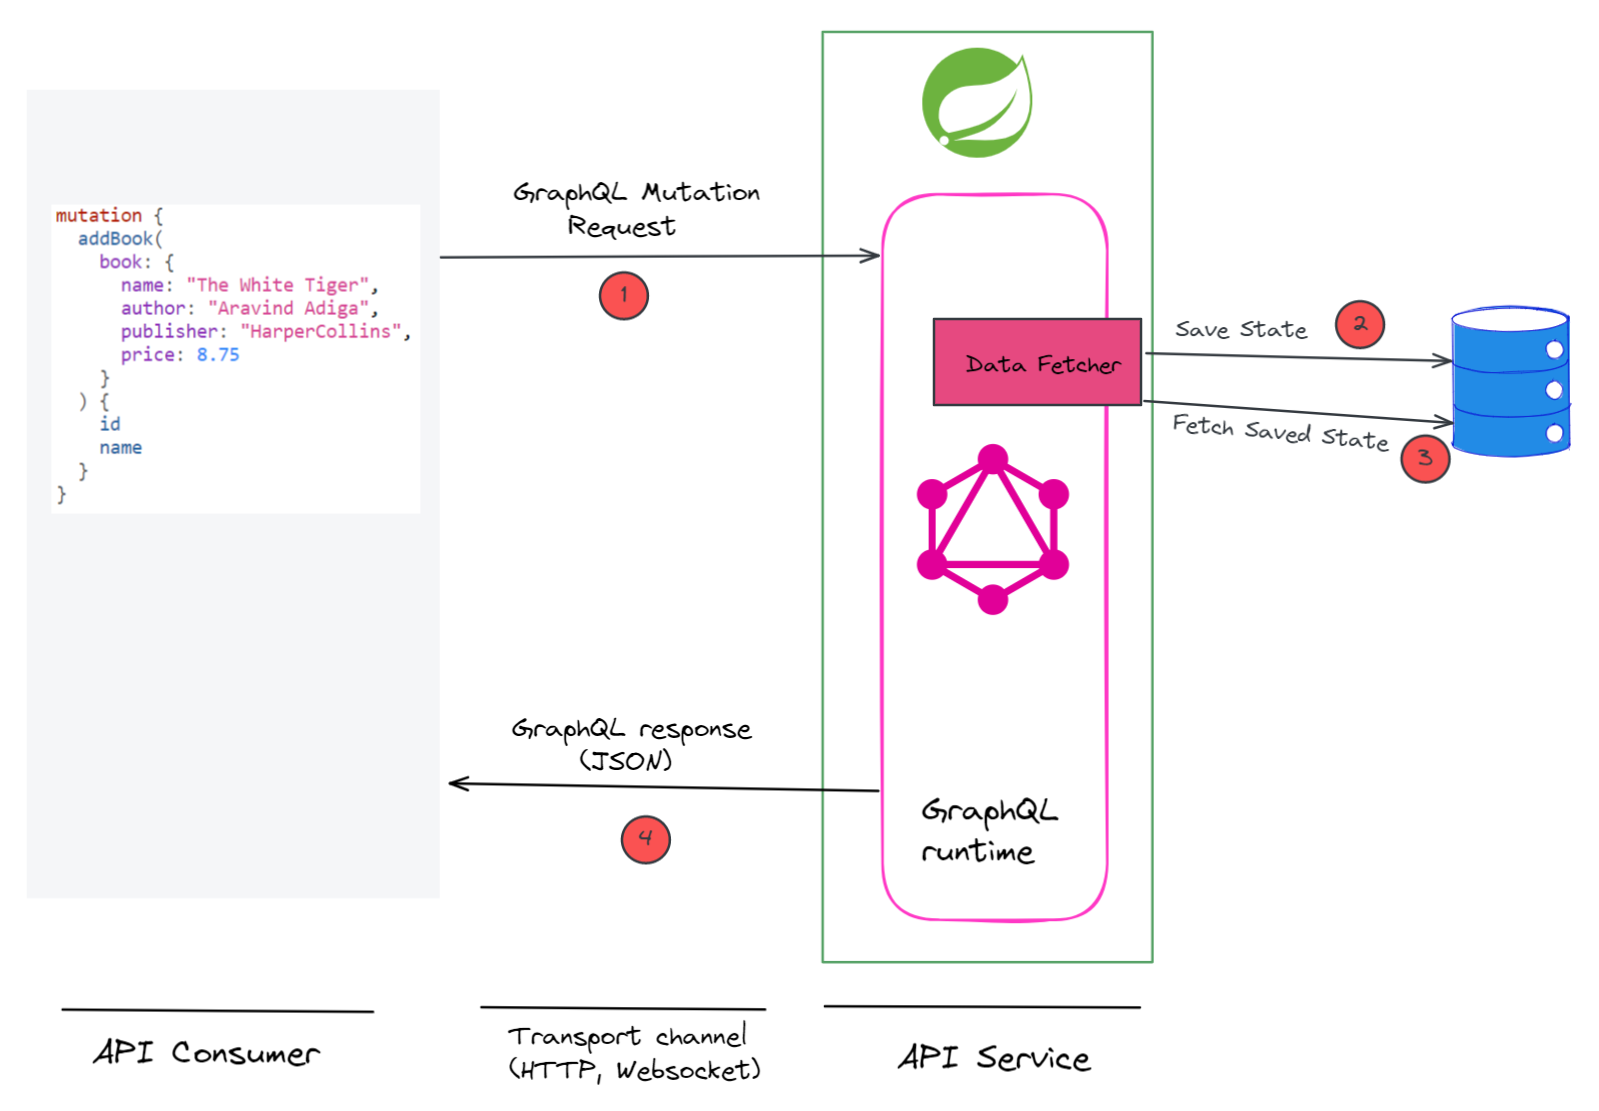 mutation {
addBook(
book: {
name: "The White Tiger",
author: "Aravind Adiga",
publisher: "HarperCollins",
price: 8.75
}
) {
id
name
}
}
GraphQL Mutation
Request
1
Data Fetcher
Save State
2
Fetch Saved State
3
GraphQL response
(JSON)
4
GraphQL
runtime
API Consumer
Transport channel
(HTTP, Websocket)
API Service